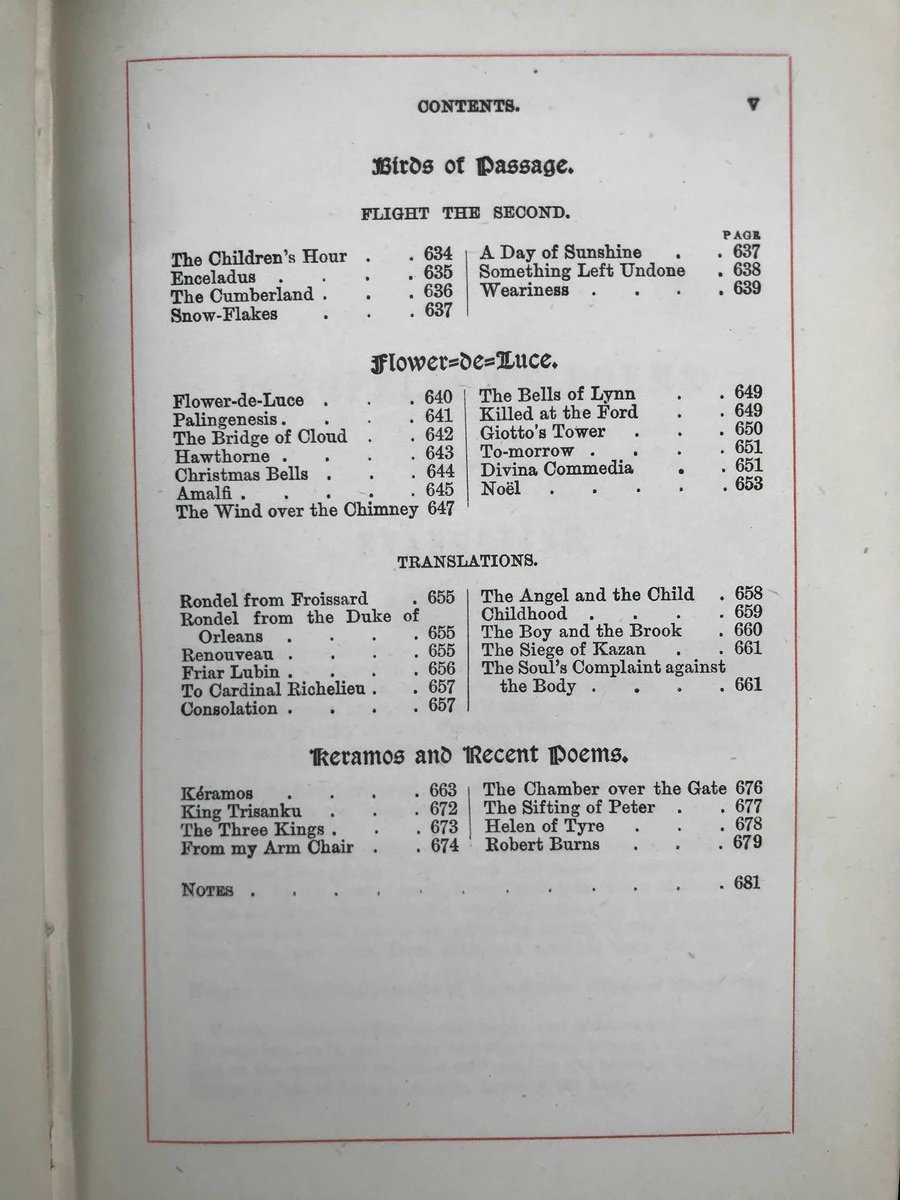 CONTENTS. V
Birds of Passage.
FLIGHT THE SECOND.
The Children's Hour . . 634
Enceladus . . . . 635
The Cumberland . . . 636
Snow-Flakes . . . 637
PAGE
A Day of Sunshine . . 637
Something Left Undone . 638
Weariness . . . . 639
Flower=de=Luce.
Flower-de-Luce . . . 640
Palingenesis . . . . 641
The Bridge of Cloud . . 642
Hawthorne . . . . 643
Christmas Bells . . . 644
Amalfi . . . . . 645
The Wind over the Chimney 647
The Bells of Lynn . . 649
Killed at the Ford . . 649
Giotto's Tower . . . 650
To-morrow . . . . 651
Divina Commedia . . 651
Noël . . . . . 653
TRANSLATIONS.
Rondel from Froissard . 655
Rondel from the Duke of
Orleans . . . . 655
Renouveau . . . . 655
Friar Lubin . . . . 656
To Cardinal Richelieu . . 657
Consolation . . . . 657
The Angel and the Child . 658
Childhood . . . . 659
The Boy and the Brook . 660
The Siege of Kazan . . 661
The Soul's Complaint against
the Body . . . . 661
Keramos and Recent Poems.
Kéramos . . . . 663
King Trisanku . . . 672
The Three Kings . . . 673
From my Arm Chair . . 674
The Chamber over the Gate 676
The Sifting of Peter . . 677
Helen of Tyre . . . 678
Robert Burns . . . 679
NOTES . . . . . . . . . . . . 681